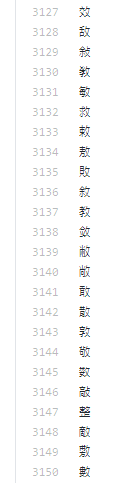 3127 效
3128 敌
3129 敍
3130 敎
3131 敏
3132 救
3133 敕
3134 敖
3135 敗
3136 敘
3137 教
3138 敛
3139 敝
3140 敞
3141 敢
3142 散
3143 敦
3144 敬
3145 数
3146 敲
3147 整
3148 敵
3149 敷
3150 數